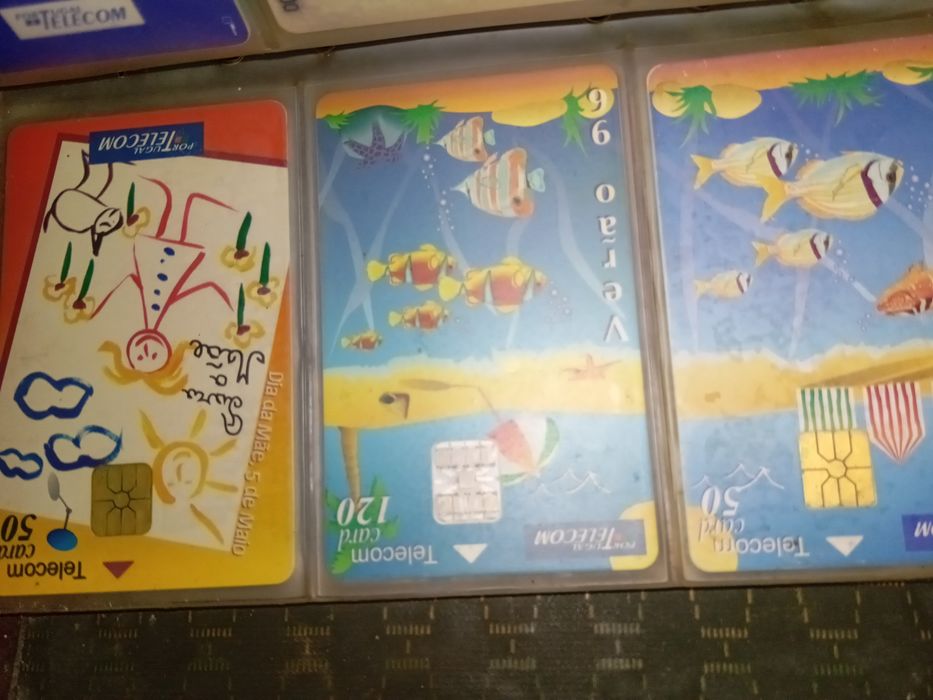 PORTUGAL
TELECOM
PORTUGAL
TELECOM
Dia da Mãe, 5 de Maio
Telecom
card
50
Verão 96
PORTUGAL
TELECOM
Telecom
card
120
Telecom
card
50